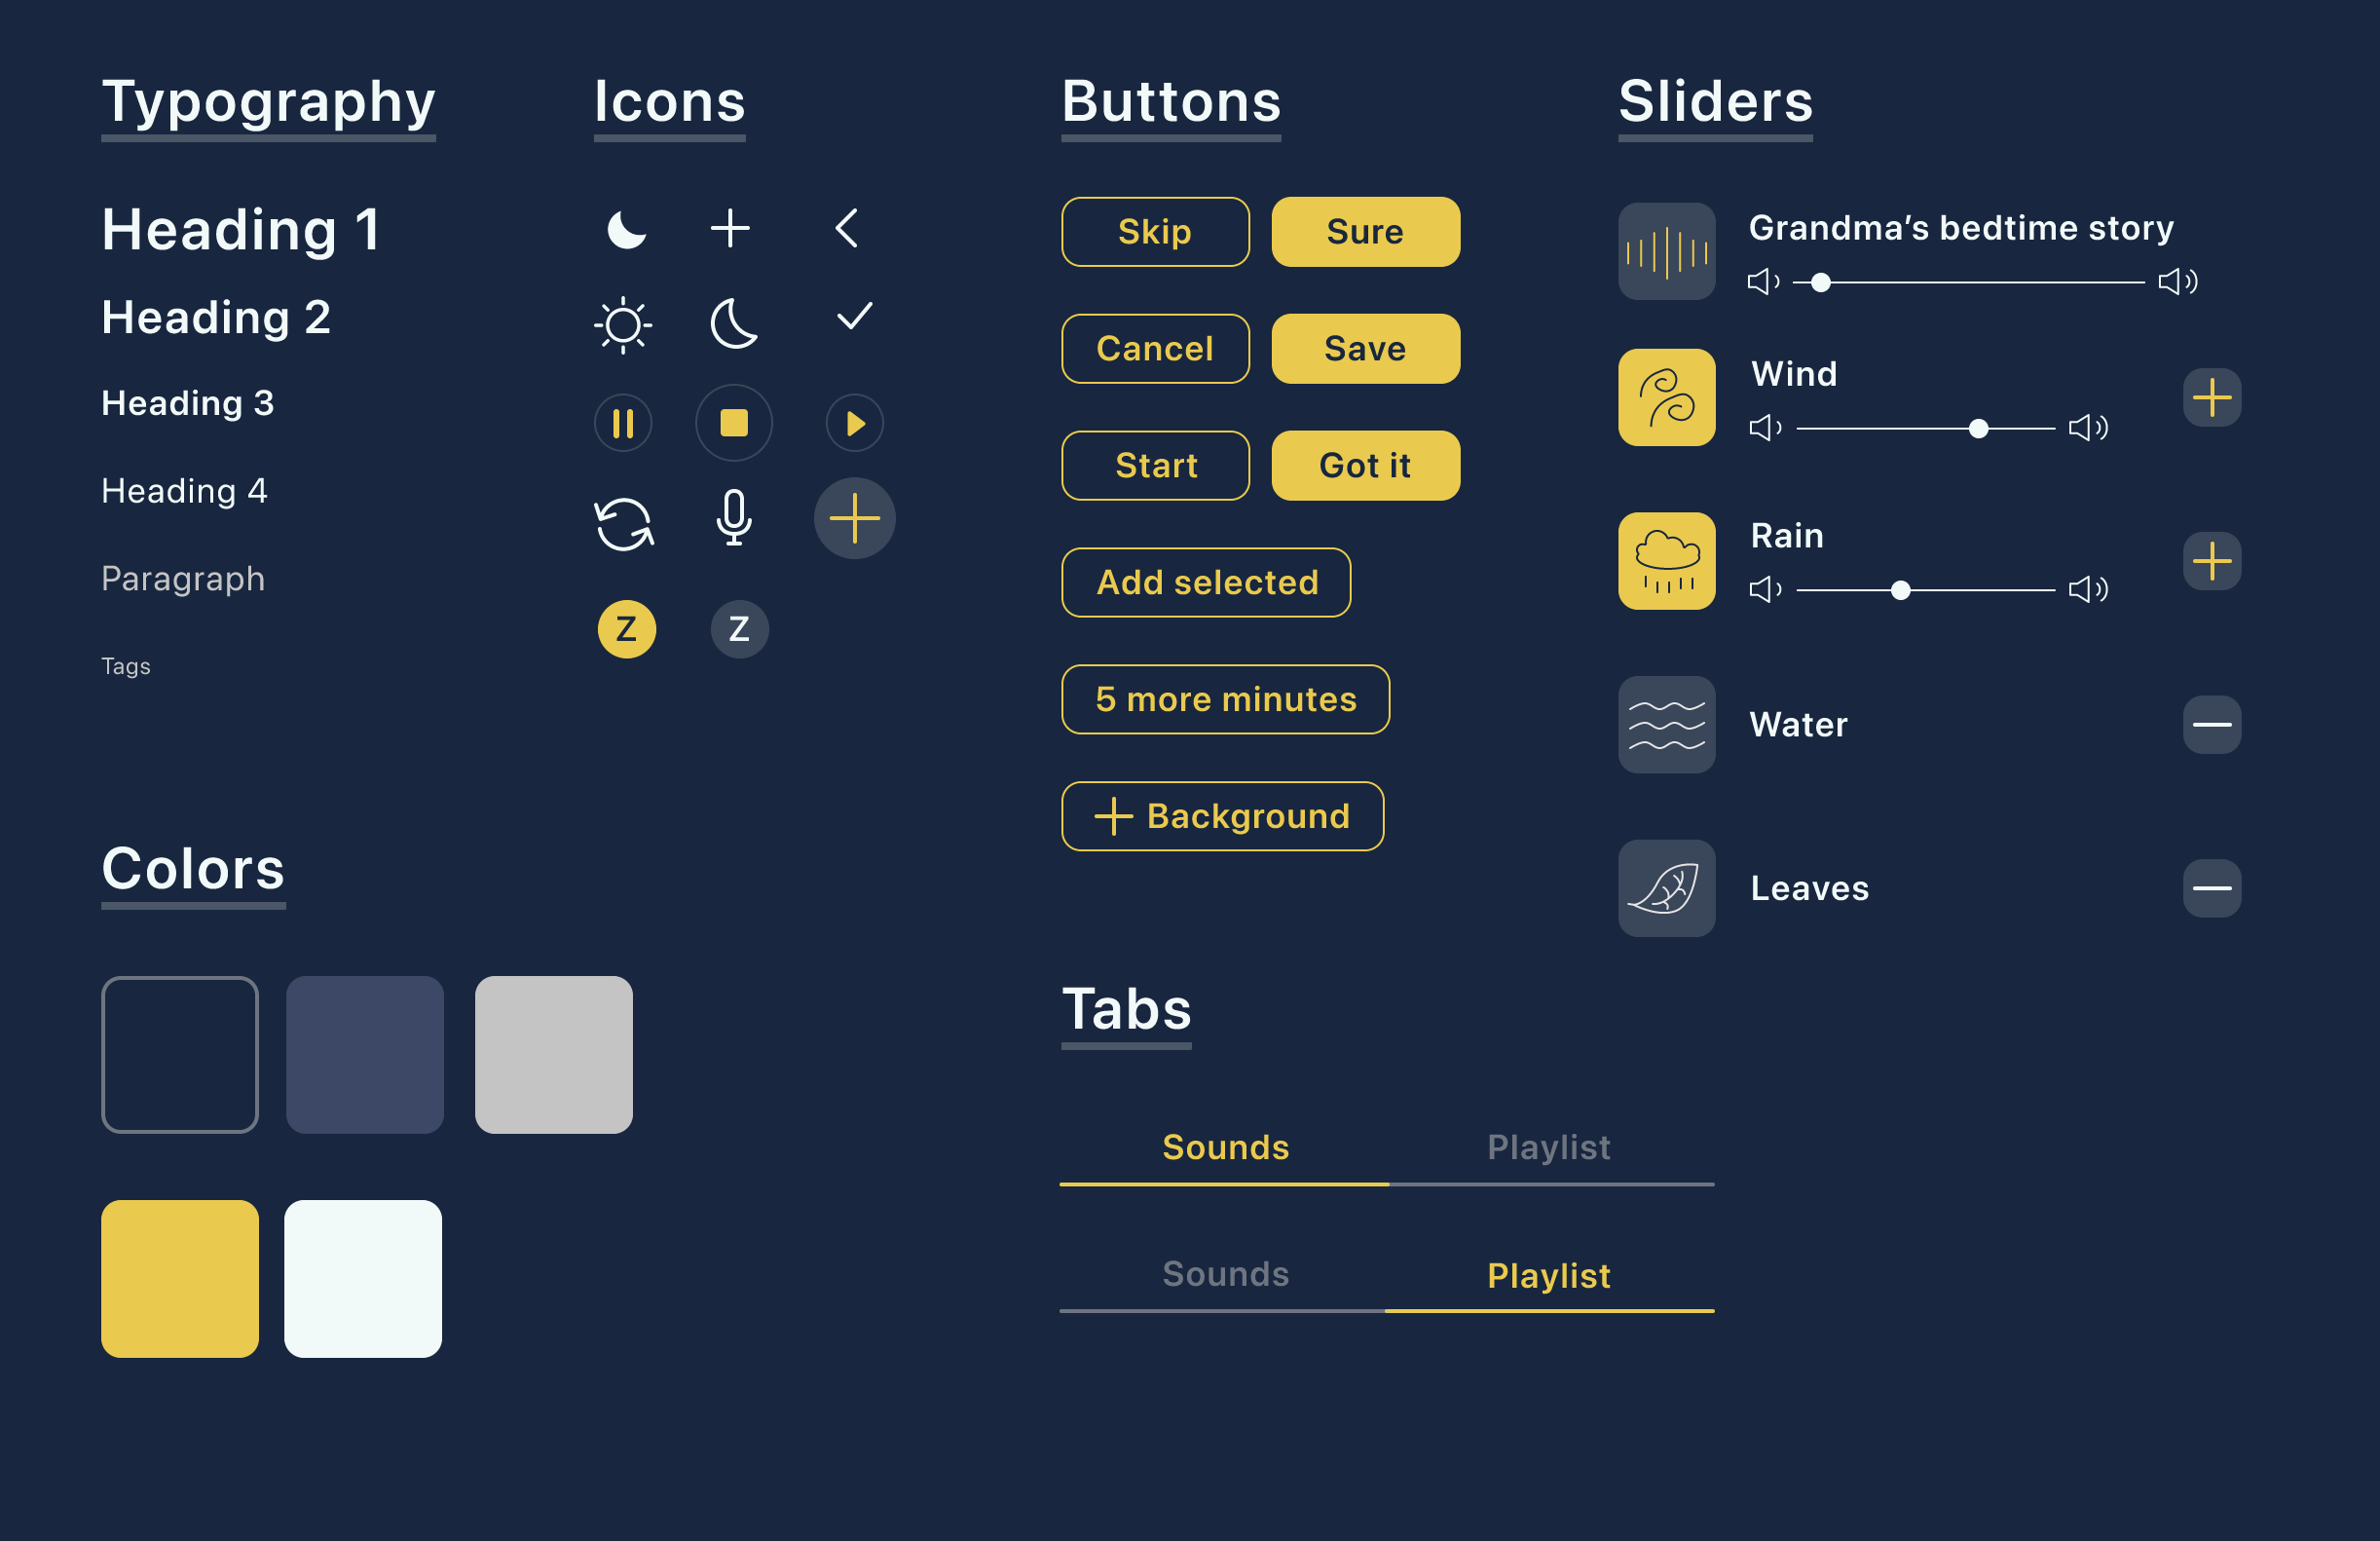 Typography
Heading 1
Heading 2
Heading 3
Heading 4
Paragraph
Tags
Icons
Z Z
Colors
Buttons
Skip Sure
Cancel Save
Start Got it
Add selected
5 more minutes
Background
Sliders
Grandma’s bedtime story
Wind
Rain
Water
Leaves
Tabs
Sounds Playlist
Sounds Playlist